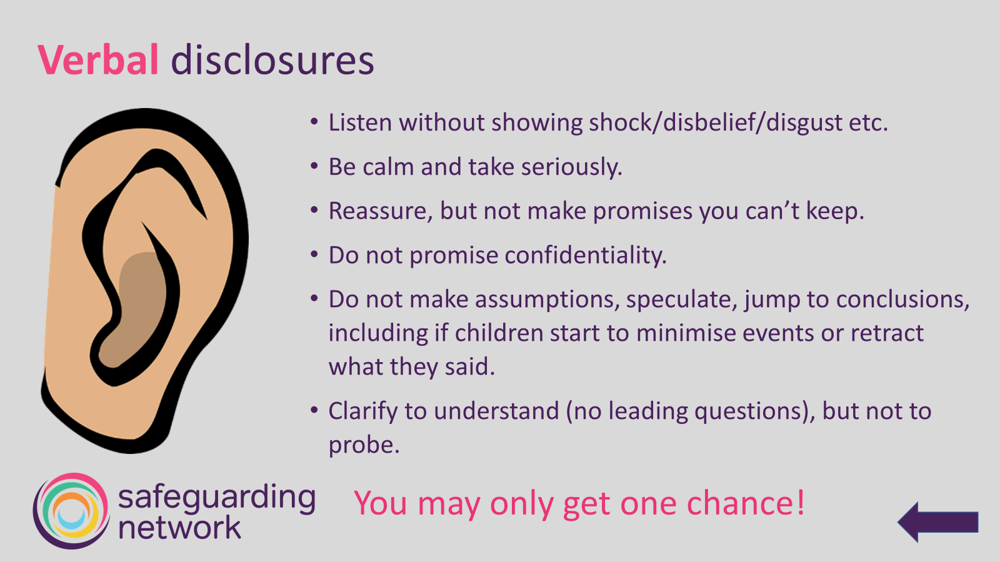 Verbal disclosures
• Listen without showing shock/disbelief/disgust etc.
• Be calm and take seriously.
• Reassure, but not make promises you can’t keep.
• Do not promise confidentiality.
• Do not make assumptions, speculate, jump to conclusions,
including if children start to minimise events or retract
what they said.
• Clarify to understand (no leading questions), but not to
probe.
safeguarding
network
You may only get one chance!